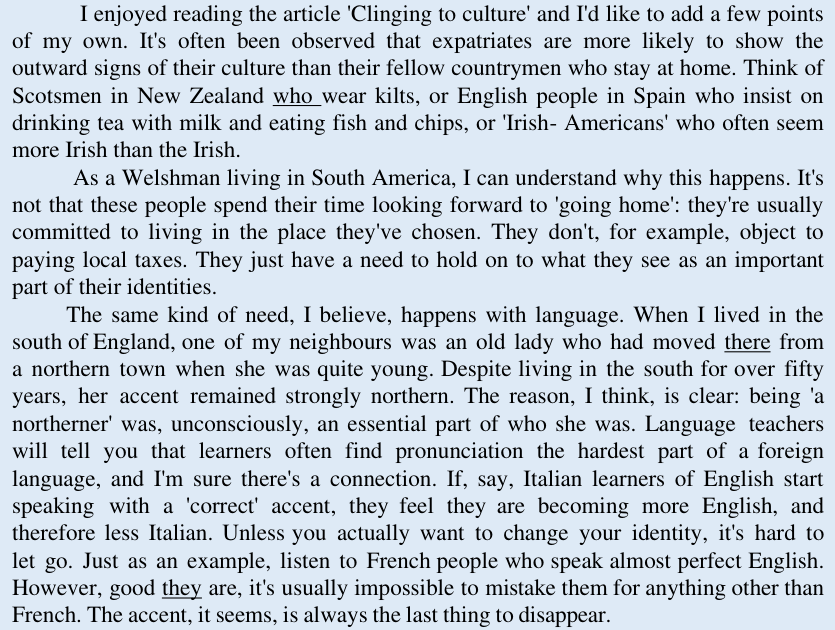 I enjoyed reading the article 'Clinging to culture' and I'd like to add a few points
of my own. It's often been observed that expatriates are more likely to show the
outward signs of their culture than their fellow countrymen who stay at home. Think of
Scotsmen in New Zealand who wear kilts, or English people in Spain who insist on
drinking tea with milk and eating fish and chips, or 'Irish- Americans' who often seem
more Irish than the Irish.
As a Welshman living in South America, I can understand why this happens. It's
not that these people spend their time looking forward to 'going home': they're usually
committed to living in the place they've chosen. They don't, for example, object to
paying local taxes. They just have a need to hold on to what they see as an important
part of their identities.
The same kind of need, I believe, happens with language. When I lived in the
south of England, one of my neighbours was an old lady who had moved there from
a northern town when she was quite young. Despite living in the south for over fifty
years, her accent remained strongly northern. The reason, I think, is clear: being 'a
northerner' was, unconsciously, an essential part of who she was. Language teachers
will tell you that learners often find pronunciation the hardest part of a foreign
language, and I'm sure there's a connection. If, say, Italian learners of English start
speaking with a 'correct' accent, they feel they are becoming more English, and
therefore less Italian. Unless you actually want to change your identity, it's hard to
let go. Just as an example, listen to French people who speak almost perfect English.
However, good they are, it's usually impossible to mistake them for anything other than
French. The accent, it seems, is always the last thing to disappear.